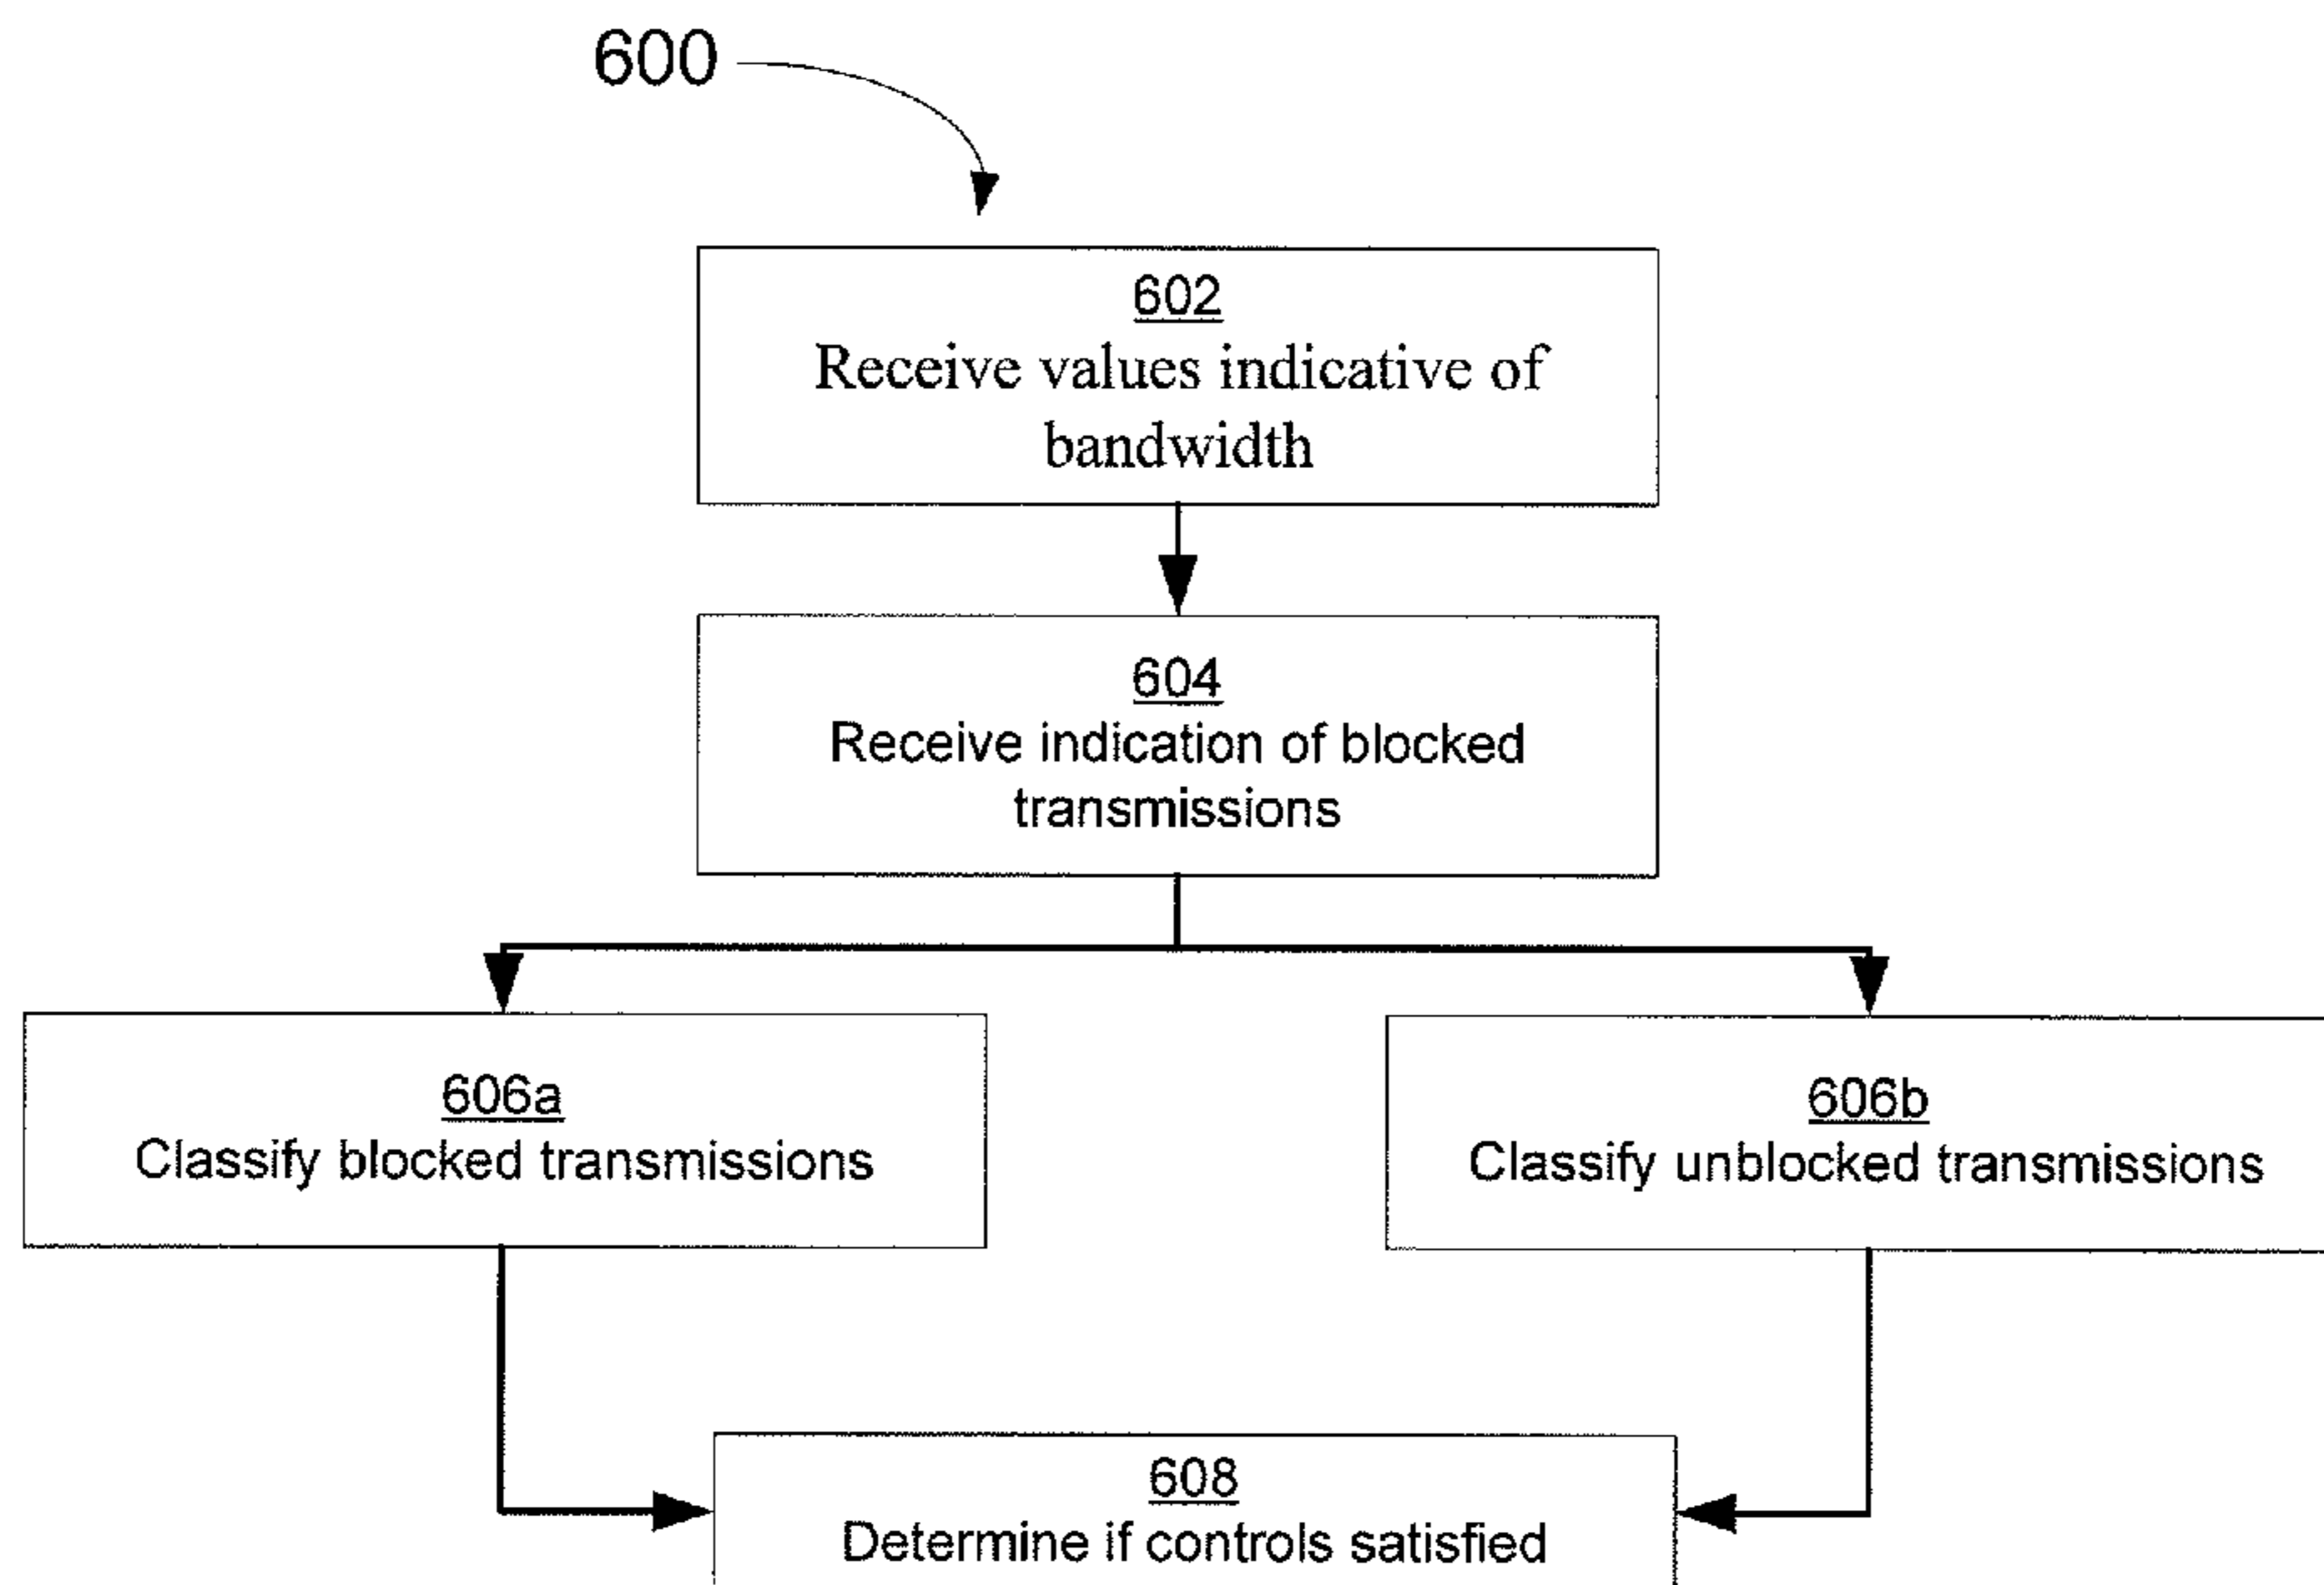 600
602
Receive values indicative of
bandwidth
604
Receive indication of blocked
transmissions
606a
Classify blocked transmissions
606b
Classify unblocked transmissions
608
Determine if controls satisfied